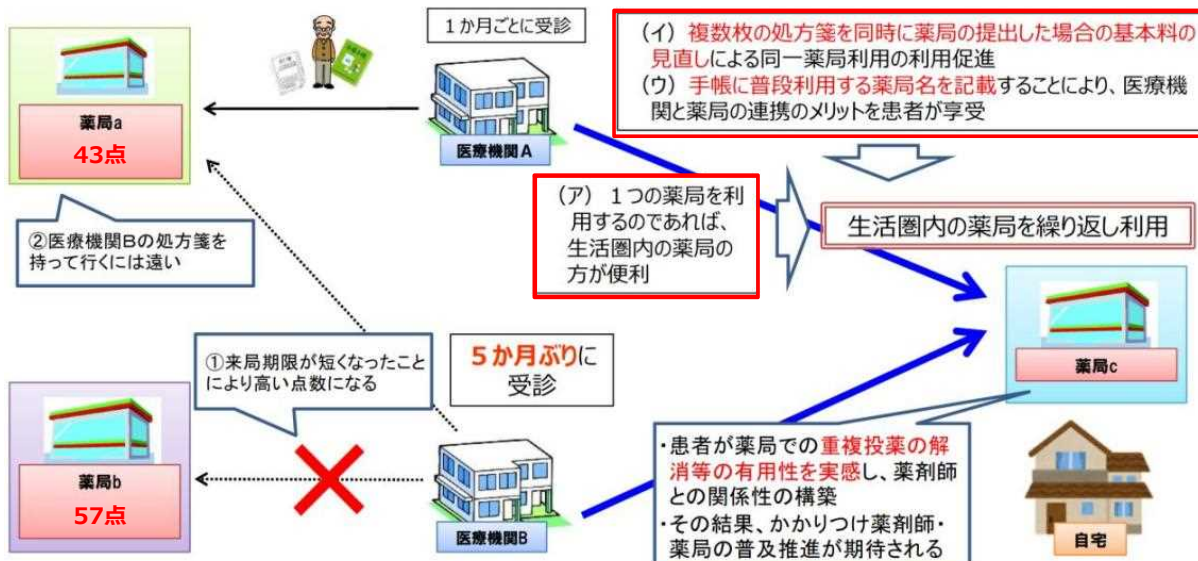 1か月ごとに受診
薬局a
43点
医療機関A
（イ） 複数枚の処方箋を同時に薬局の提出した場合の基本料の
見直しによる同一薬局利用の利用促進
（ウ） 手帳に普段利用する薬局名を記載することにより、医療機
関と薬局の連携のメリットを患者が享受
（ア） １つの薬局を利
用するのであれば、
生活圏内の薬局の
方が便利
生活圏内の薬局を繰り返し利用
②医療機関Bの処方箋を
持って行くには遠い
①来局期限が短くなったこと
により高い点数になる
５か月ぶりに
受診
薬局c
薬局b
57点
医療機関B
・患者が薬局での重複投薬の解
消等の有用性を実感し、薬剤師
との関係性の構築
・その結果、かかりつけ薬剤師・
薬局の普及推進が期待される
自宅